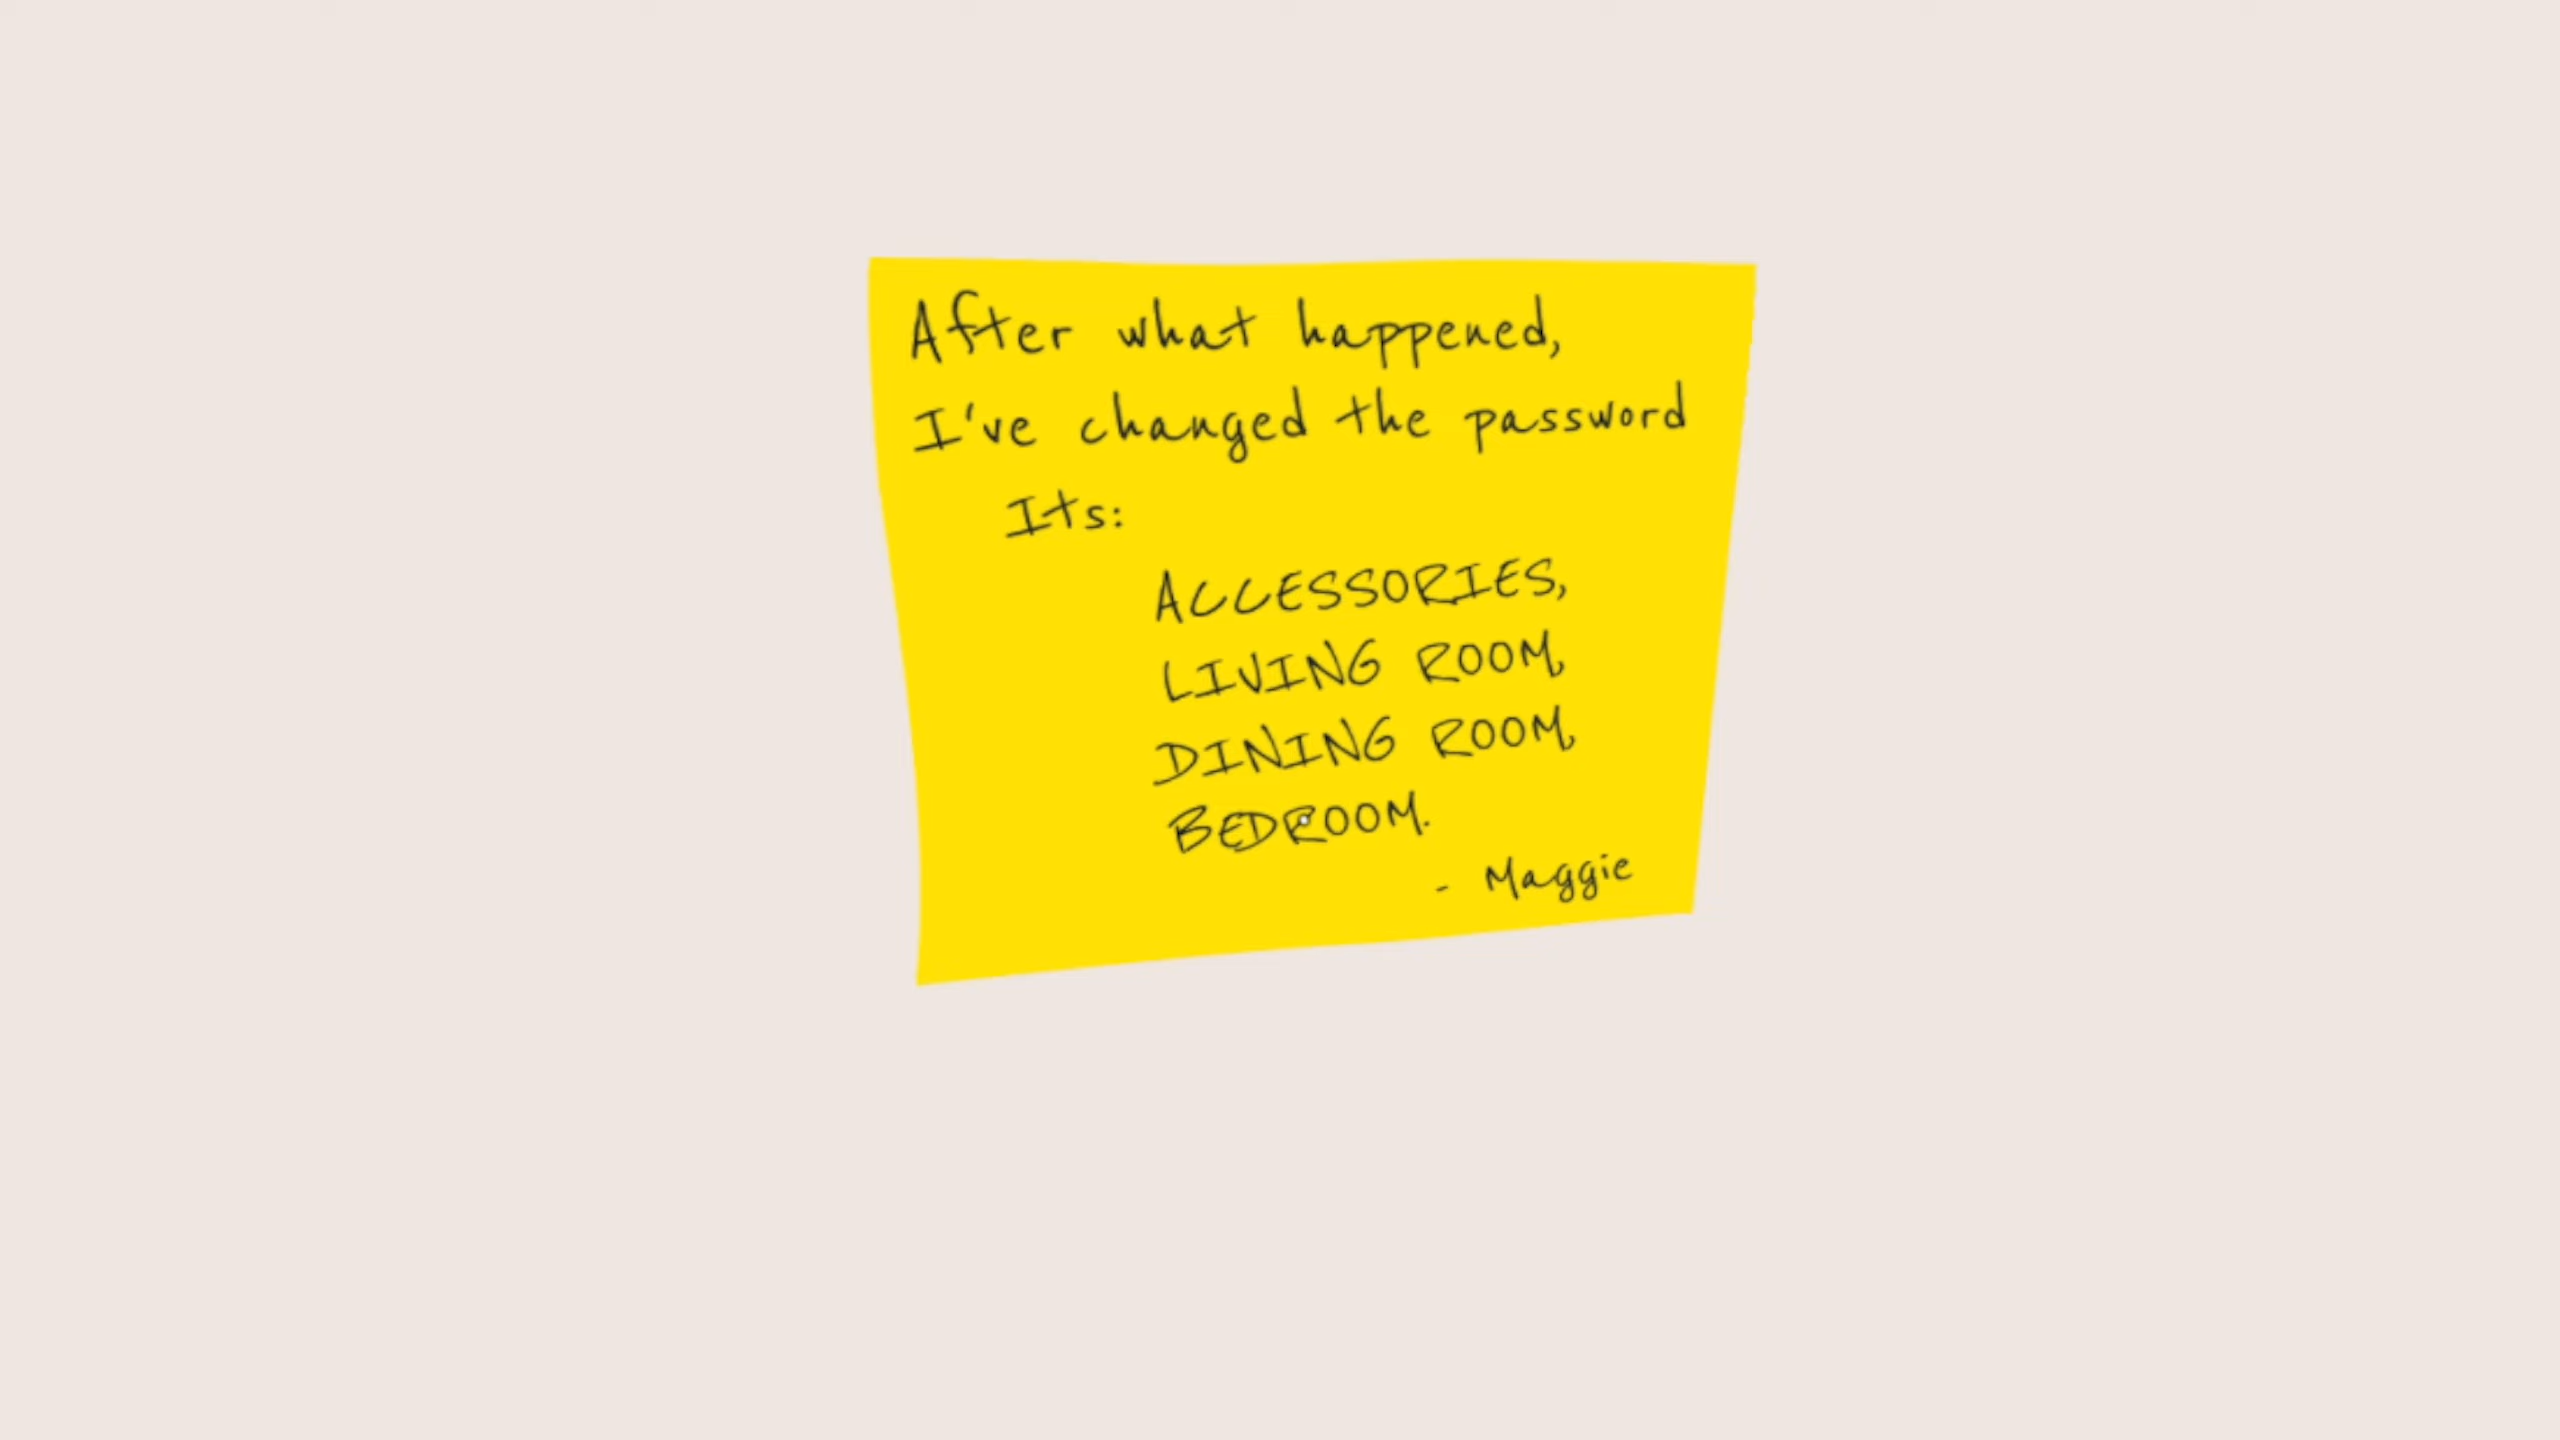 After what happened,
I've changed the password
Its:
ACCESSORIES,
LIVING ROOM,
DINING ROOM,
BEDROOM.
- Maggie